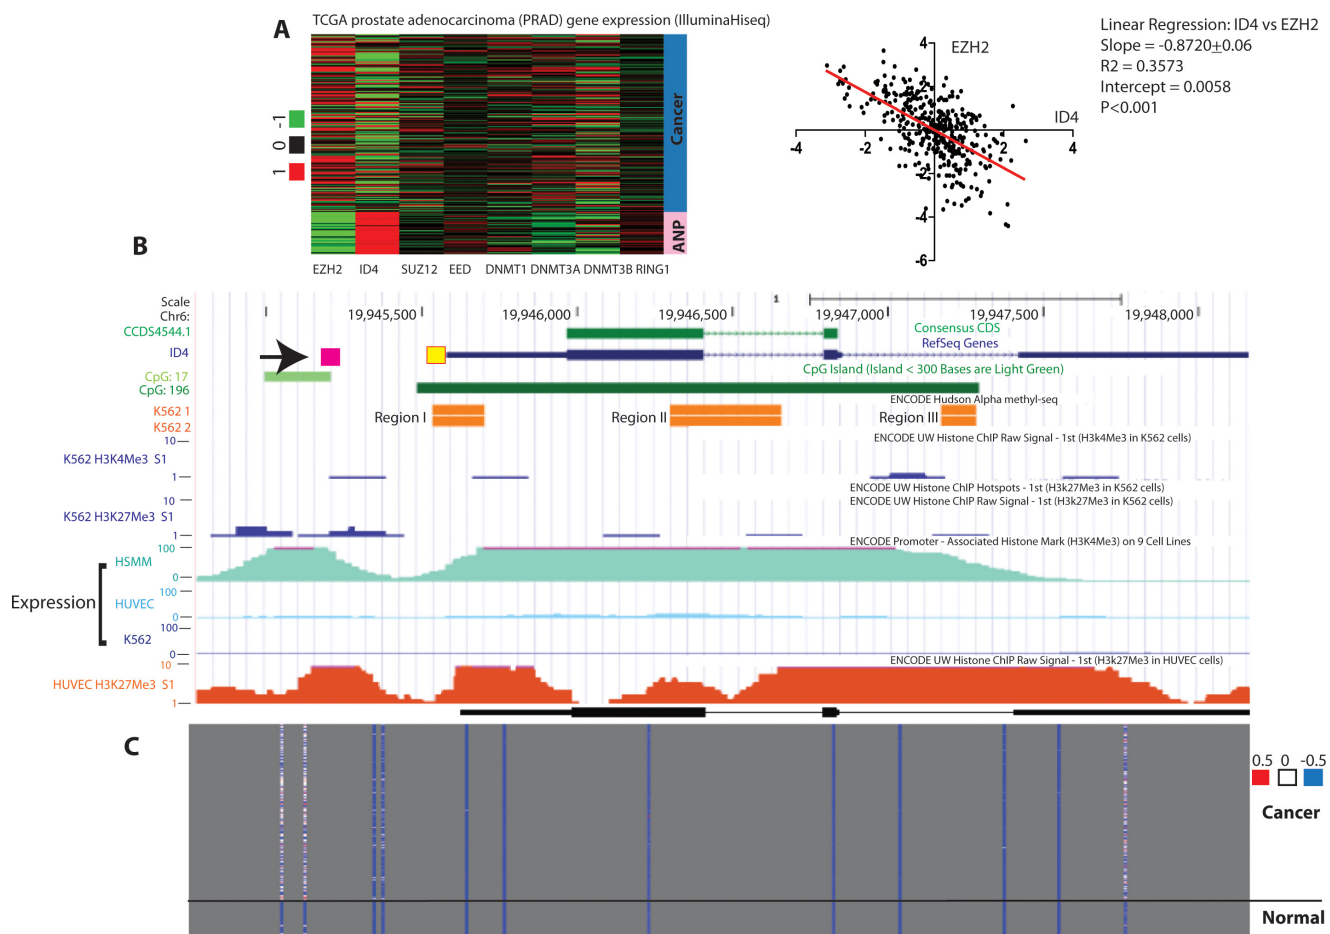 A
TCGA prostate adenocarcinoma (PRAD) gene expression (IlluminaHiseq)
1 0 -1
Cancer
ANP
EZH2 ID4 SUZ12 EED DNMT1 DNMT3A DNMT3B RING1
EZH2
ID4
4
-4 -2 2 4
-2
-4
-6
Linear Regression: ID4 vs EZH2
Slope = -0.8720±0.06
R2 = 0.3573
Intercept = 0.0058
P<0.001
B
Scale
1
Chr6:
19,945,500 19,946,000 19,946,500 19,947,000 19,947,500 19,948,000
CCDS4544.1
Consensus CDS
ID4
RefSeq Genes
CpG Island (Island < 300 Bases are Light Green)
CpG: 17
CpG: 196
ENCODE Hudson Alpha methyl-seq
K562 1
K562 2
Region I
Region II
Region III
10
ENCODE UW Histone ChIP Raw Signal - 1st (H3k4Me3 in K562 cells)
K562 H3K4Me3 S1
1
ENCODE UW Histone ChIP Hotspots - 1st (H3k27Me3 in K562 cells)
10
ENCODE UW Histone ChIP Raw Signal - 1st (H3k27Me3 in K562 cells)
K562 H3K27Me3 S1
1
ENCODE Promoter - Associated Histone Mark (H3K4Me3) on 9 Cell Lines
100
HSMM
0
100
Expression
HUVEC
0
100
K562
0
10
ENCODE UW Histone ChIP Raw Signal - 1st (H3k27Me3 in HUVEC cells)
HUVEC H3K27Me3 S1
1
C
0.5 0 -0.5
Cancer
Normal